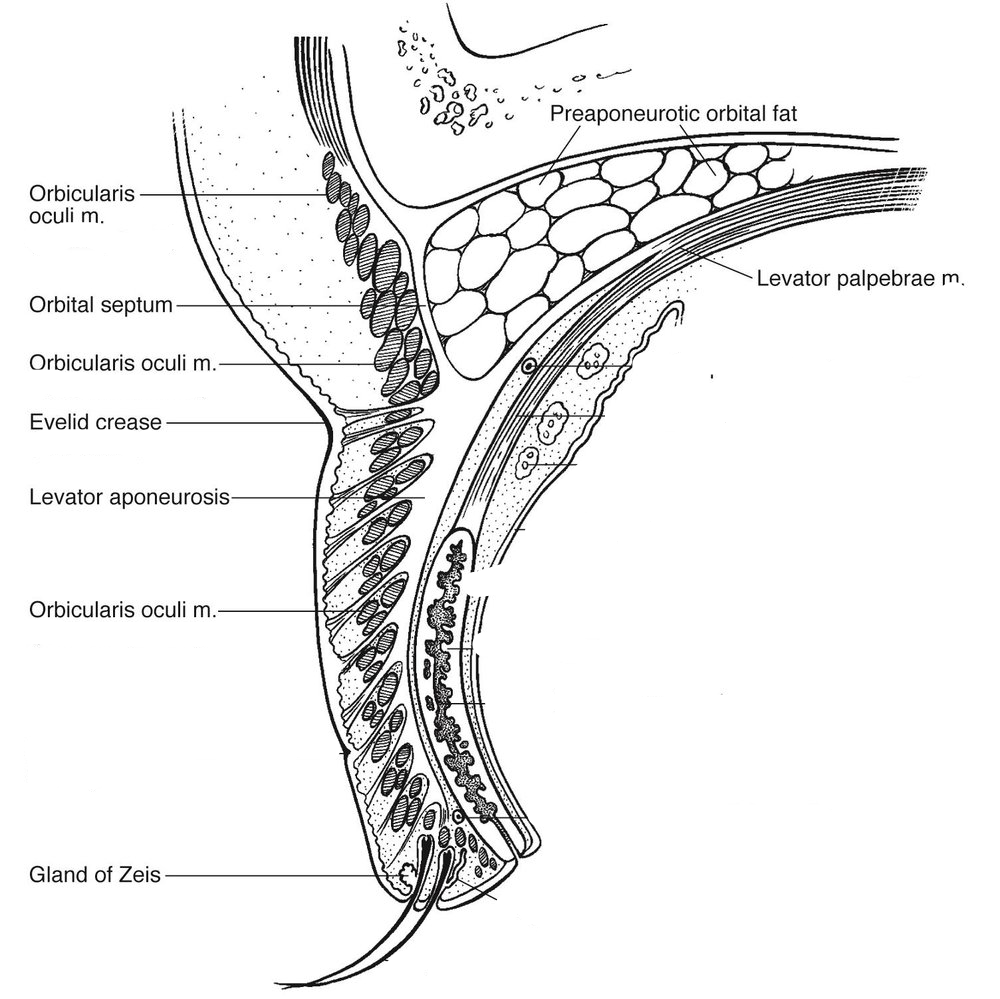 Preaponeurotic orbital fat
Orbicularis
oculi m.
Levator palpebrae m.
Orbital septum
Orbicularis oculi m.
Evelid crease
Levator aponeurosis
Orbicularis oculi m.
Gland of Zeis